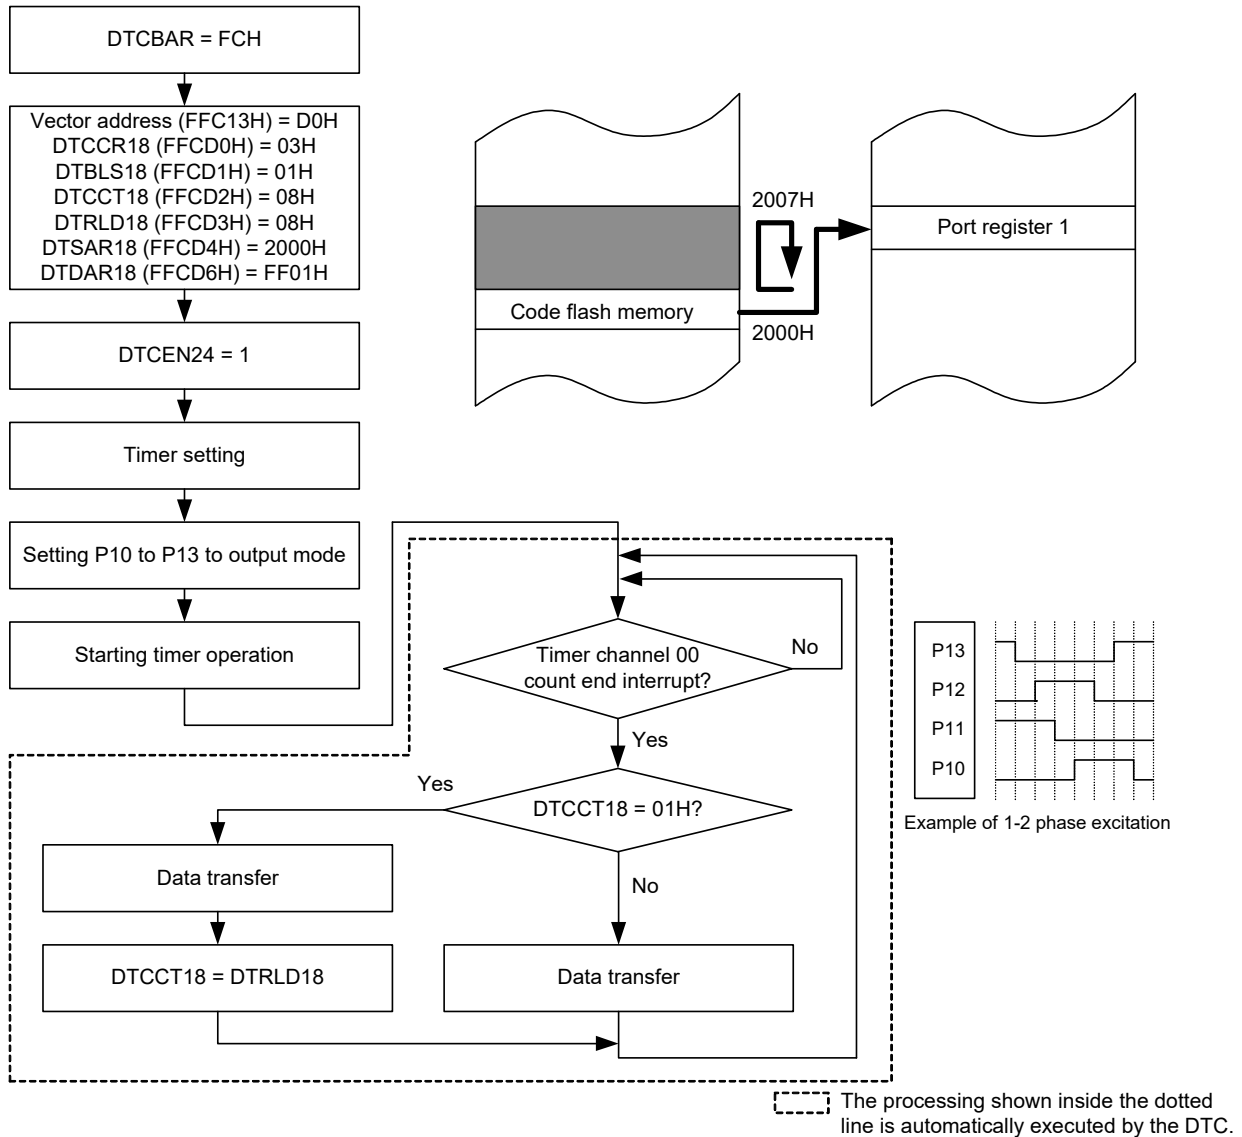 DTCBAR = FCH
Vector address (FFC13H) = D0H
DTCCR18 (FFCD0H) = 03H
DTBLS18 (FFCD1H) = 01H
DTCCT18 (FFCD2H) = 08H
DTRLD18 (FFCD3H) = 08H
DTSAR18 (FFCD4H) = 2000H
DTDAR18 (FFCD6H) = FF01H
DTCEN24 = 1
Timer setting
Setting P10 to P13 to output mode
Starting timer operation
2007H
Code flash memory
2000H
Port register 1
Timer channel 00
count end interrupt?
No
Yes
DTCCT18 = 01H?
Yes
No
Data transfer
DTCCT18 = DTRLD18
Data transfer
P13
P12
P11
P10
Example of 1-2 phase excitation
The processing shown inside the dotted
line is automatically executed by the DTC.